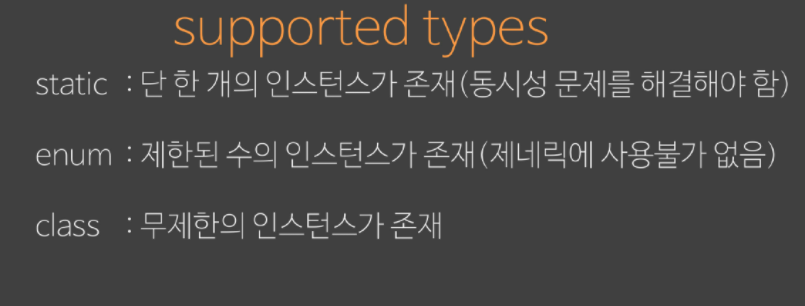 supported types
static : 단 한 개의 인스턴스가 존재(동시성 문제를 해결해야 함)
enum : 제한된 수의 인스턴스가 존재(제네릭에 사용불가 없음)
class : 무제한의 인스턴스가 존재